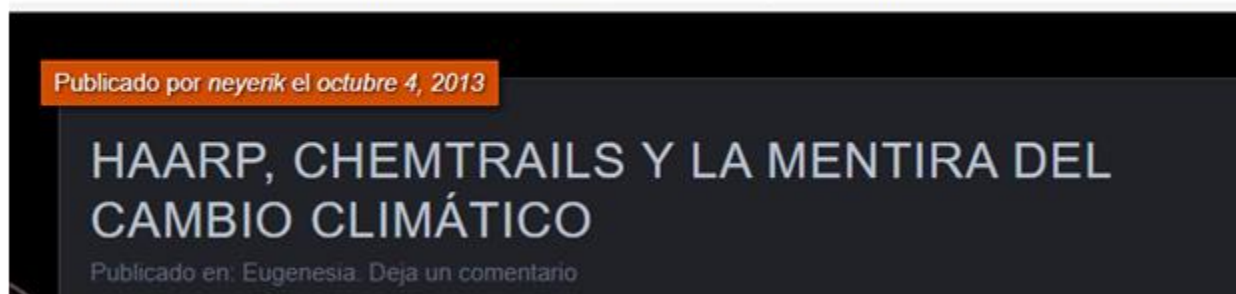 Publicado por neyerik el octubre 4, 2013
HAARP, CHEMTRAILS Y LA MENTIRA DEL
CAMBIO CLIMÁTICO
Publicado en: Eugenesia. Deja un comentario